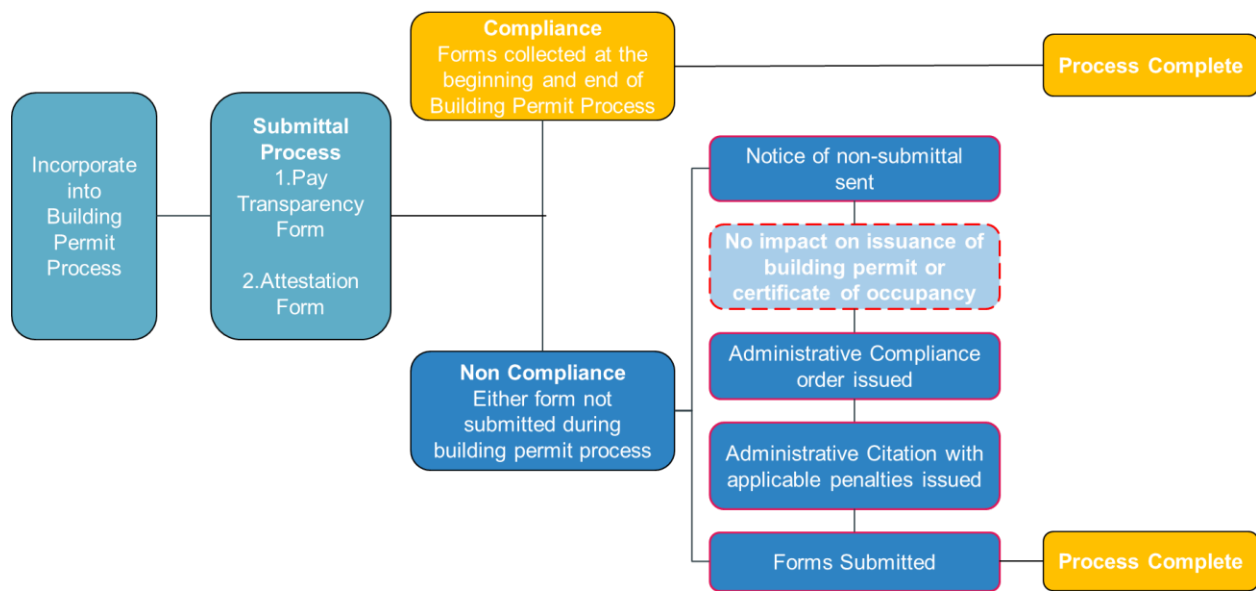 Incorporate
into
Building
Permit
Process
Submittal
Process
1.Pay
Transparency
Form
2.Attestation
Form
Compliance
Forms collected at the
beginning and end of
Building Permit Process
Process Complete
Non Compliance
Either form not
submitted during
building permit process
Notice of non-submittal
sent
No impact on issuance of
building permit or
certificate of occupancy
Administrative Compliance
order issued
Administrative Citation with
applicable penalties issued
Forms Submitted
Process Complete